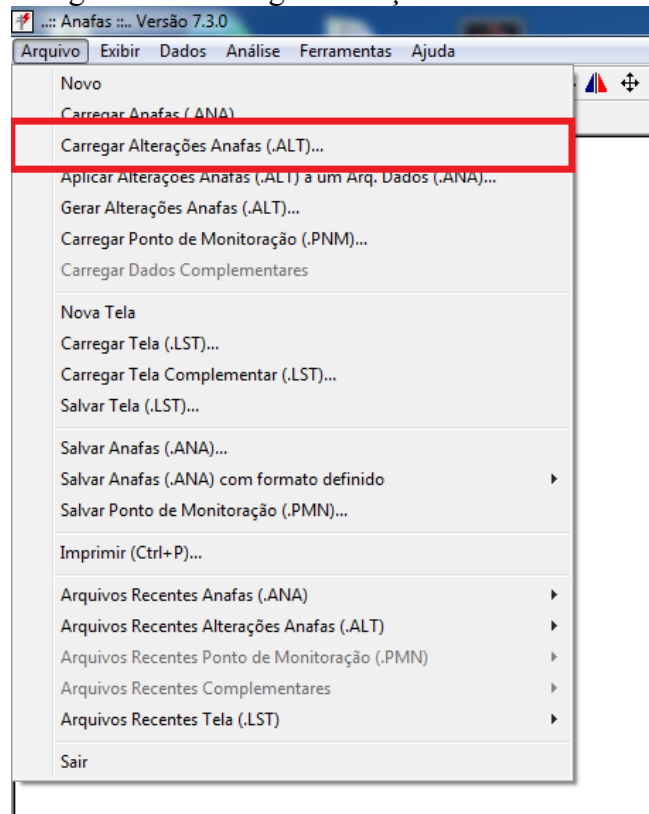 ..:: Anafas ::.. Versão 7.3.0
Arquivo Exibir Dados Análise Ferramentas Ajuda
Novo
Carregar Anafas (.ANA)
Carregar Alterações Anafas (.ALT)...
Aplicar Alterações Anafas (.ALT) a um Arq. Dados (.ANA)...
Gerar Alterações Anafas (.ALT)...
Carregar Ponto de Monitoração (.PNM)...
Carregar Dados Complementares
Nova Tela
Carregar Tela (.LST)...
Carregar Tela Complementar (.LST)...
Salvar Tela (.LST)...
Salvar Anafas (.ANA)...
Salvar Anafas (.ANA) com formato definido
Salvar Ponto de Monitoração (.PMN)...
Imprimir (Ctrl+P)...
Arquivos Recentes Anafas (.ANA)
Arquivos Recentes Alterações Anafas (.ALT)
Arquivos Recentes Ponto de Monitoração (.PMN)
Arquivos Recentes Complementares
Arquivos Recentes Tela (.LST)
Sair